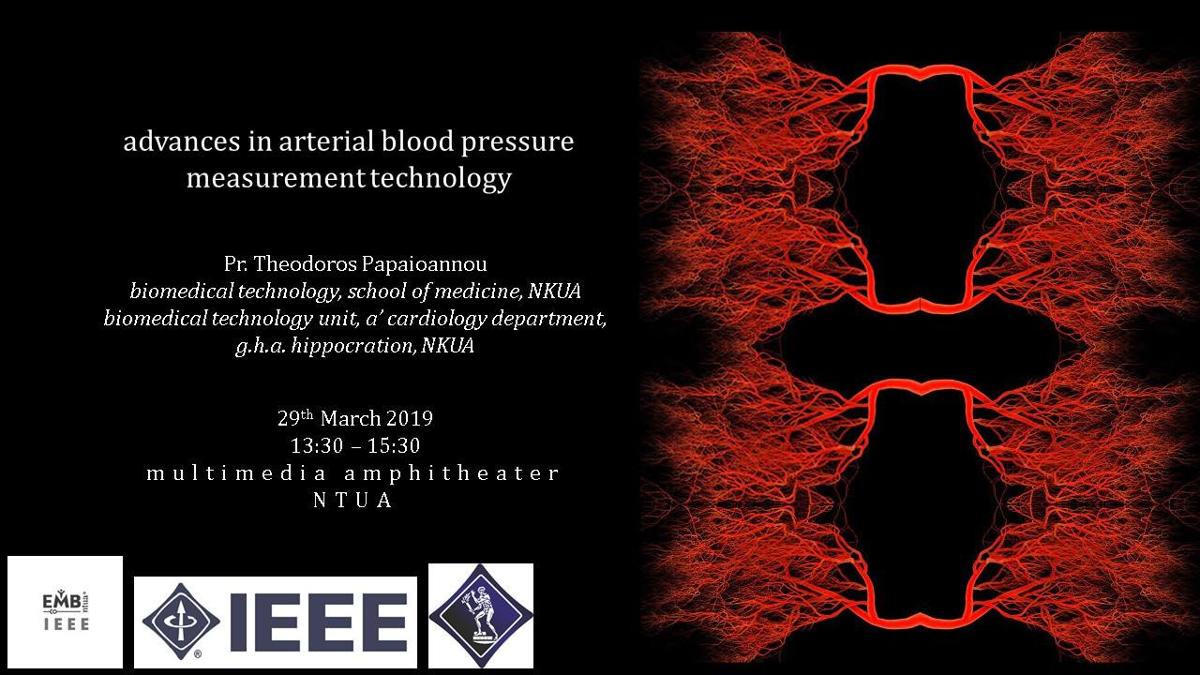 advances in arterial blood pressure
measurement technology
Pr. Theodoros Papaioannou
biomedical technology, school of medicine, NKUA
biomedical technology unit, a’ cardiology department,
g.h.a. hippocration, NKUA
29th March 2019
13:30 – 15:30
multimedia amphitheater
NTUA
EMB
IEEE
IEEE
®